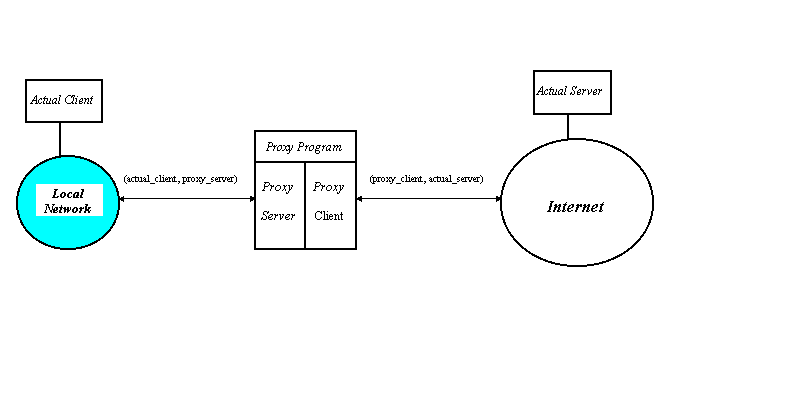 Actual Client
Actual Server
Proxy Program
(actual_client, proxy_server)
(proxy_client, actual_server)
Local
Network
Proxy
Server
Proxy
Client
Internet